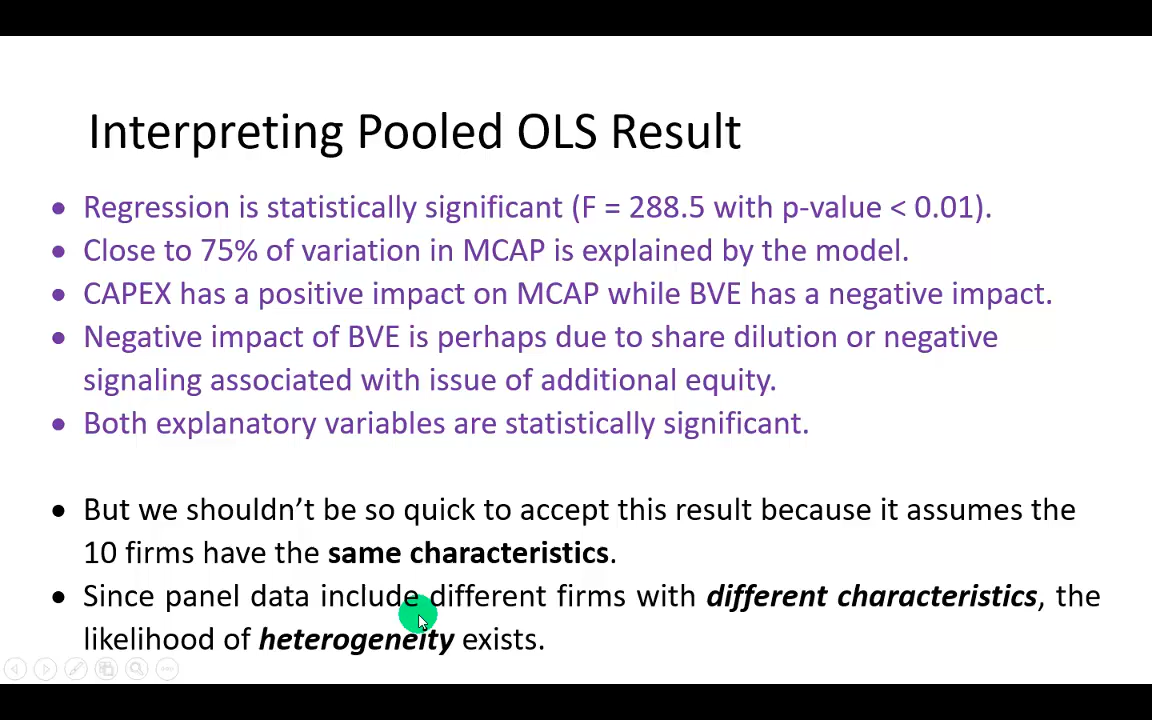 Interpreting Pooled OLS Result
• Regression is statistically significant (F = 288.5 with p-value < 0.01).
• Close to 75% of variation in MCAP is explained by the model.
• CAPEX has a positive impact on MCAP while BVE has a negative impact.
• Negative impact of BVE is perhaps due to share dilution or negative
signaling associated with issue of additional equity.
• Both explanatory variables are statistically significant.
• But we shouldn’t be so quick to accept this result because it assumes the
10 firms have the same characteristics.
• Since panel data include different firms with different characteristics, the
likelihood of heterogeneity exists.